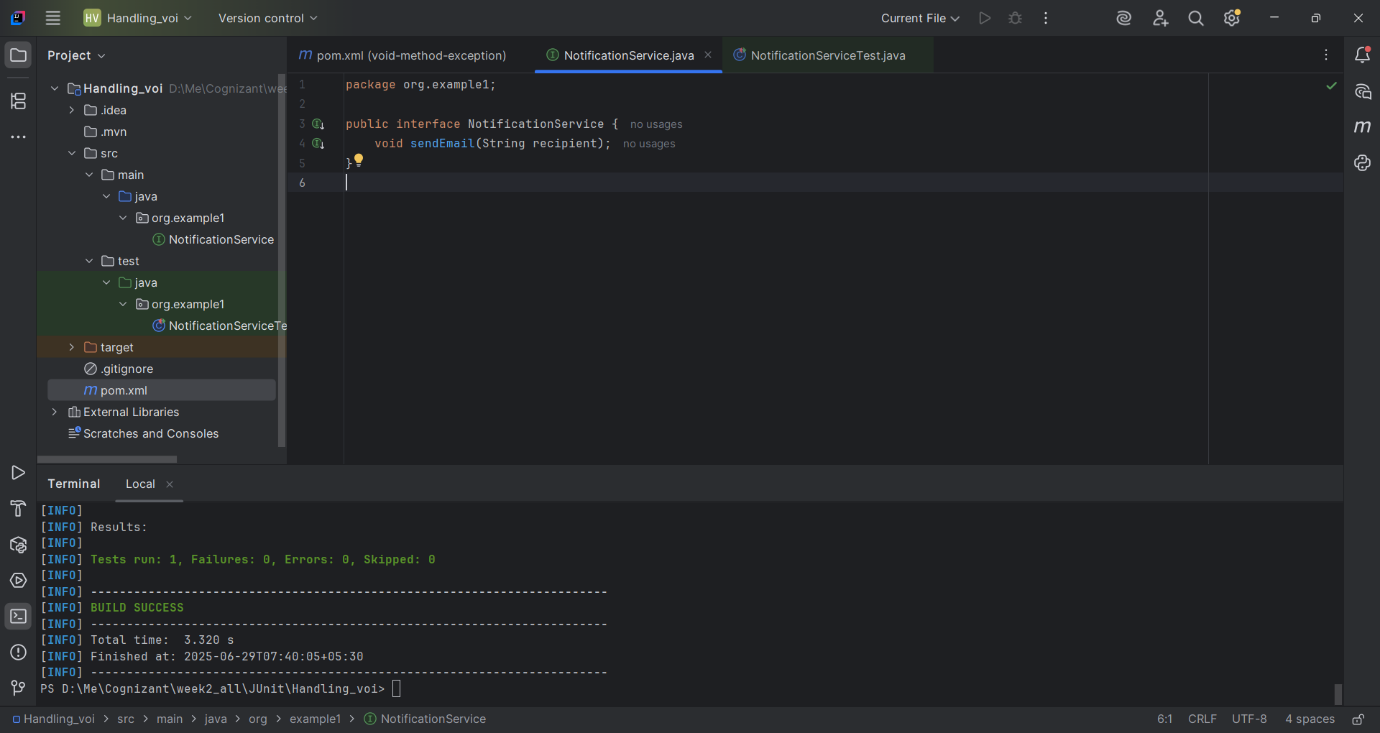 HV Handling_voi Version control Current File
Project
pom.xml (void-method-exception) NotificationService.java NotificationServiceTest.java
Handling_voi D:\Me\Cognizant\wee
.idea
.mvn
src
main
java
org.example1
NotificationService
test
java
org.example1
NotificationServiceTe
target
.gitignore
pom.xml
External Libraries
Scratches and Consoles
1 package org.example1;
2
3 public interface NotificationService { no usages
4 void sendEmail(String recipient); no usages
5 }
6
Terminal Local
[INFO]
[INFO] Results:
[INFO]
[INFO] Tests run: 1, Failures: 0, Errors: 0, Skipped: 0
[INFO]
[INFO] ------------------------------------------------------------------------
[INFO] BUILD SUCCESS
[INFO] ------------------------------------------------------------------------
[INFO] Total time:  3.320 s
[INFO] Finished at: 2025-06-29T07:40:05+05:30
[INFO] ------------------------------------------------------------------------
PS D:\Me\Cognizant\week2_all\JUnit\Handling_voi>
Handling_voi > src > main > java > org > example1 > NotificationService 6:1 CRLF UTF-8 4 spaces